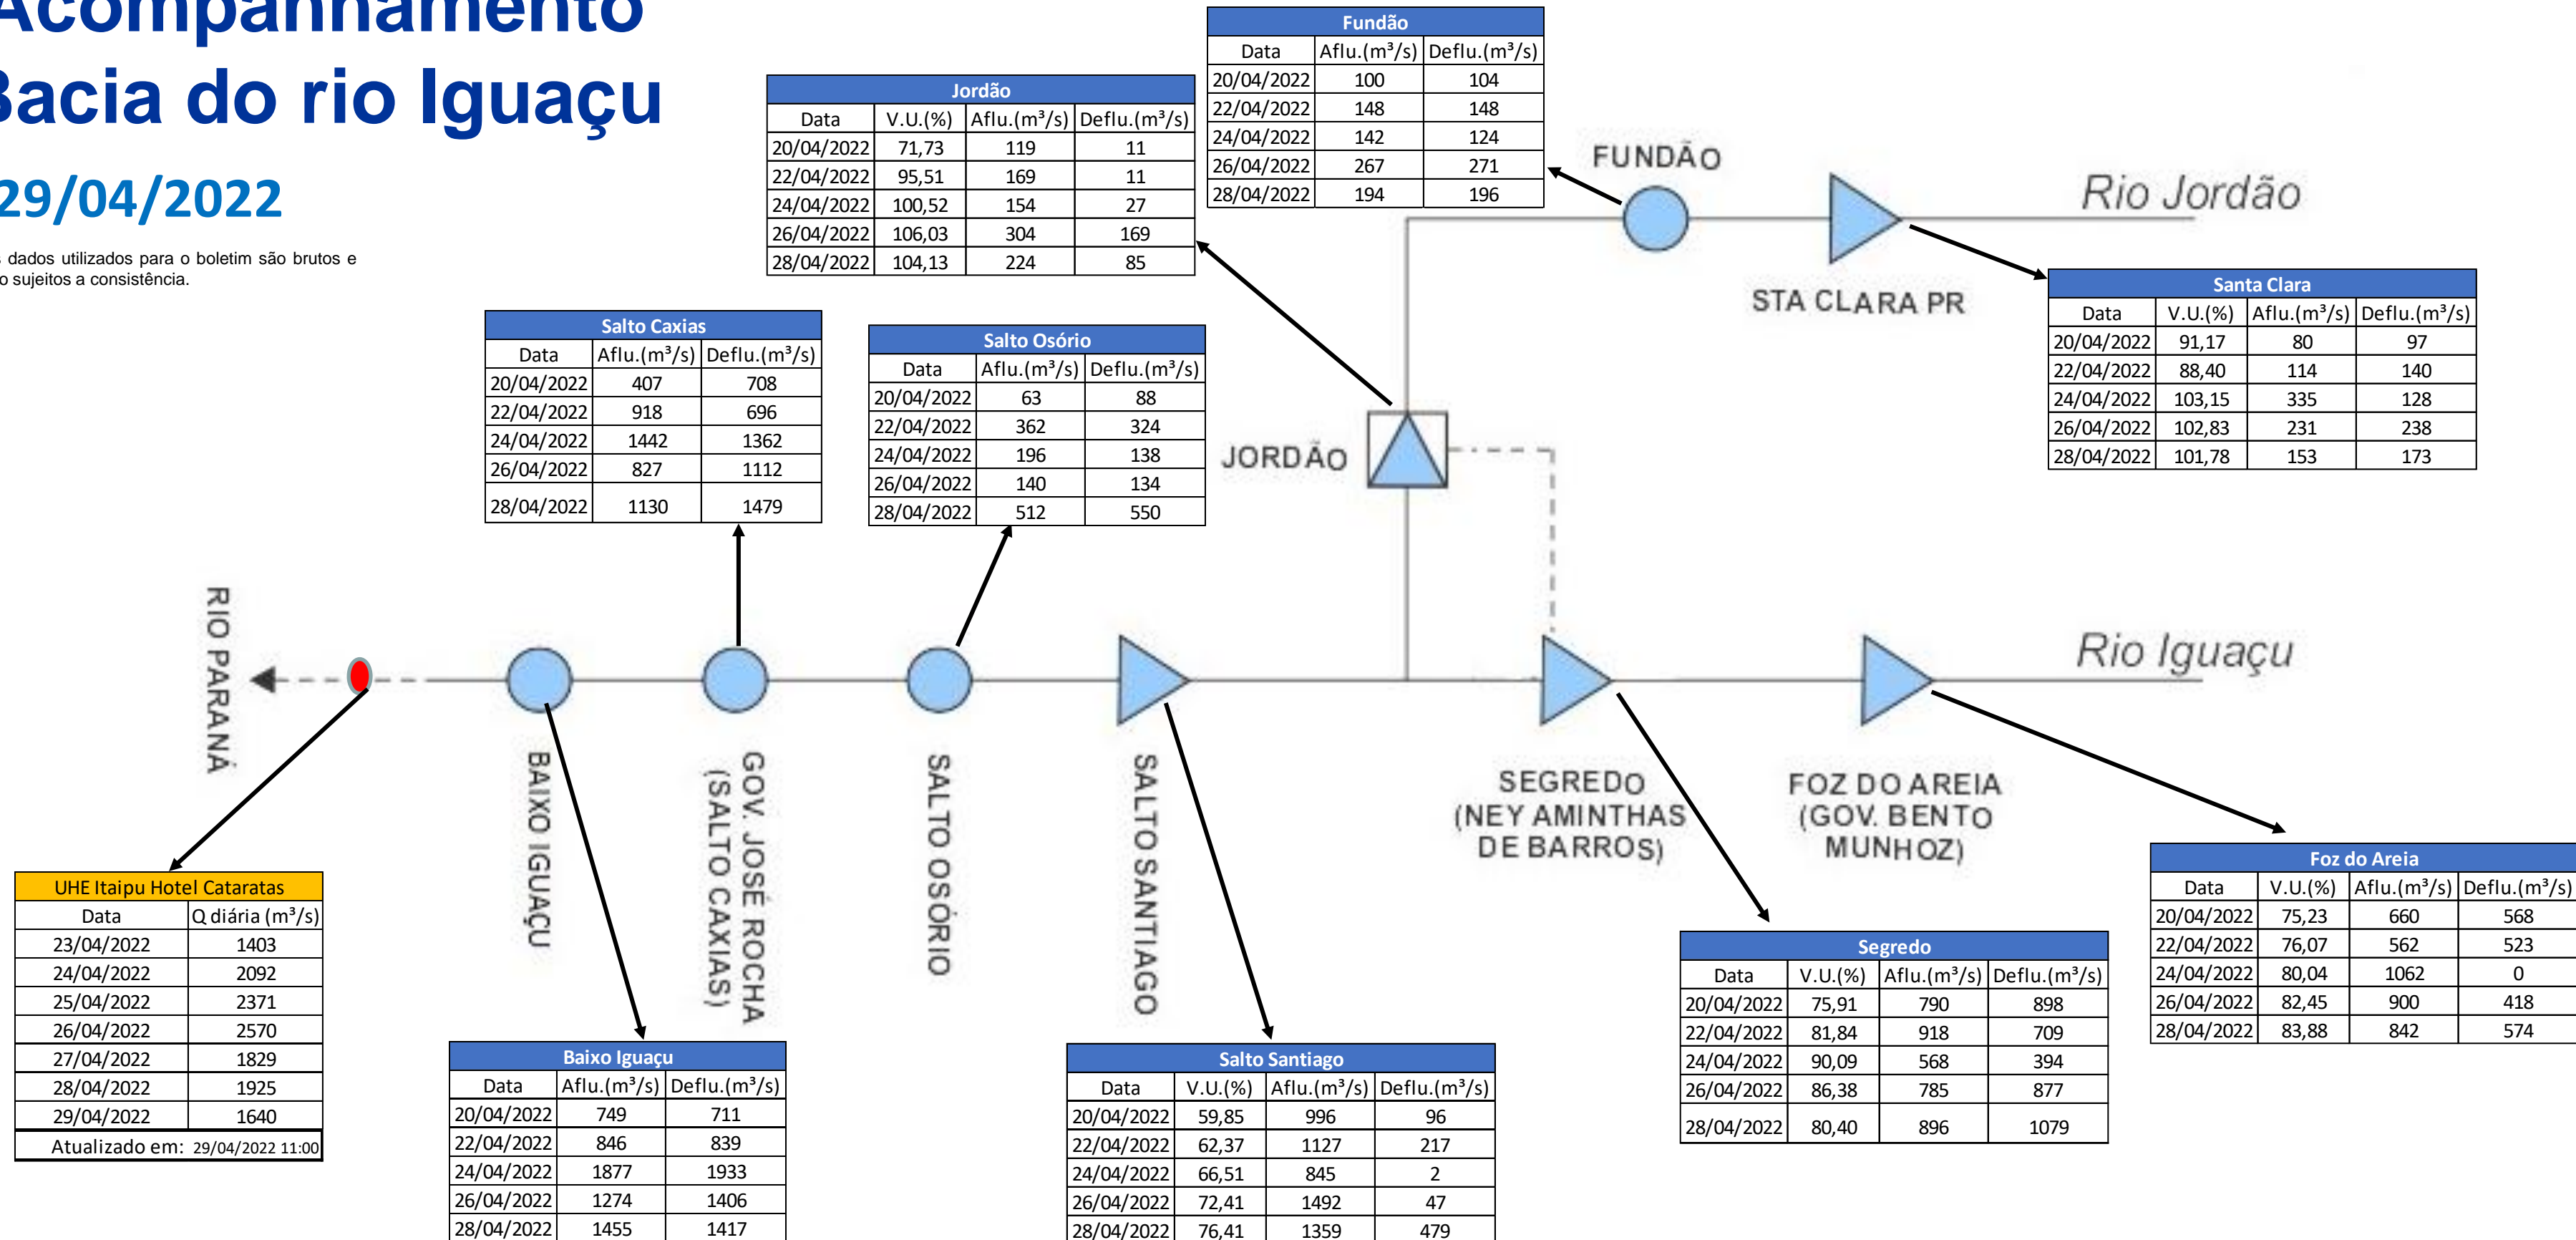 Acompanhamento
Bacia do rio Iguaçu
29/04/2022
dados utilizados para o boletim são brutos e
sujeitos a consistência.
Fundão
Data Aflu.(m³/s) Deflu.(m³/s)
20/04/2022 100 104
22/04/2022 148 148
24/04/2022 142 124
26/04/2022 267 271
28/04/2022 194 196
Jordão
Data V.U.(%) Aflu.(m³/s) Deflu.(m³/s)
20/04/2022 71,73 119 11
22/04/2022 95,51 169 11
24/04/2022 100,52 154 27
26/04/2022 106,03 304 169
28/04/2022 104,13 224 85
FUNDÃO
Rio Jordão
STA CLARA PR
Santa Clara
Data V.U.(%) Aflu.(m³/s) Deflu.(m³/s)
20/04/2022 91,17 80 97
22/04/2022 88,40 114 140
24/04/2022 103,15 335 128
26/04/2022 102,83 231 238
28/04/2022 101,78 153 173
Salto Caxias
Data Aflu.(m³/s) Deflu.(m³/s)
20/04/2022 407 708
22/04/2022 918 696
24/04/2022 1442 1362
26/04/2022 827 1112
28/04/2022 1130 1479
Salto Osório
Data Aflu.(m³/s) Deflu.(m³/s)
20/04/2022 63 88
22/04/2022 362 324
24/04/2022 196 138
26/04/2022 140 134
28/04/2022 512 550
JORDÃO
RIO PARANÁ
Rio Iguaçu
BAIXO IGUAÇU
GOV. JOSÉ ROCHA
(SALTO CAXIAS)
SALTO OSÓRIO
SALTO SANTIAGO
SEGREDO
(NEY AMINTHAS
DE BARROS)
FOZ DO AREIA
(GOV. BENTO
MUNHOZ)
UHE Itaipu Hotel Cataratas
Data Q diária (m³/s)
23/04/2022 1403
24/04/2022 2092
25/04/2022 2371
26/04/2022 2570
27/04/2022 1829
28/04/2022 1925
29/04/2022 1640
Atualizado em: 29/04/2022 11:00
Baixo Iguaçu
Data Aflu.(m³/s) Deflu.(m³/s)
20/04/2022 749 711
22/04/2022 846 839
24/04/2022 1877 1933
26/04/2022 1274 1406
28/04/2022 1455 1417
Salto Santiago
Data V.U.(%) Aflu.(m³/s) Deflu.(m³/s)
20/04/2022 59,85 996 96
22/04/2022 62,37 1127 217
24/04/2022 66,51 845 2
26/04/2022 72,41 1492 47
28/04/2022 76,41 1359 479
Segredo
Data V.U.(%) Aflu.(m³/s) Deflu.(m³/s)
20/04/2022 75,91 790 898
22/04/2022 81,84 918 709
24/04/2022 90,09 568 394
26/04/2022 86,38 785 877
28/04/2022 80,40 896 1079
Foz do Areia
Data V.U.(%) Aflu.(m³/s) Deflu.(m³/s)
20/04/2022 75,23 660 568
22/04/2022 76,07 562 523
24/04/2022 80,04 1062 0
26/04/2022 82,45 900 418
28/04/2022 83,88 842 574